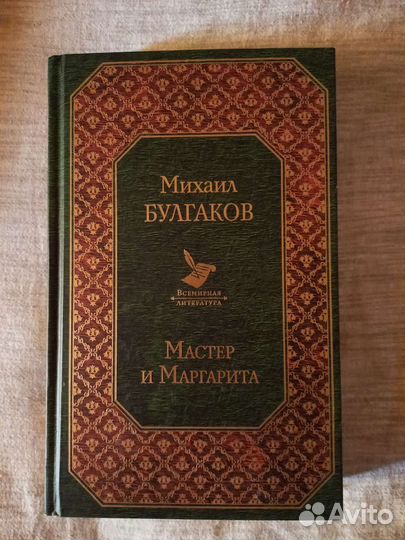 Михаил
БУЛГАКОВ
Всемирная
литература
Мастер
и Маргарита
Avito